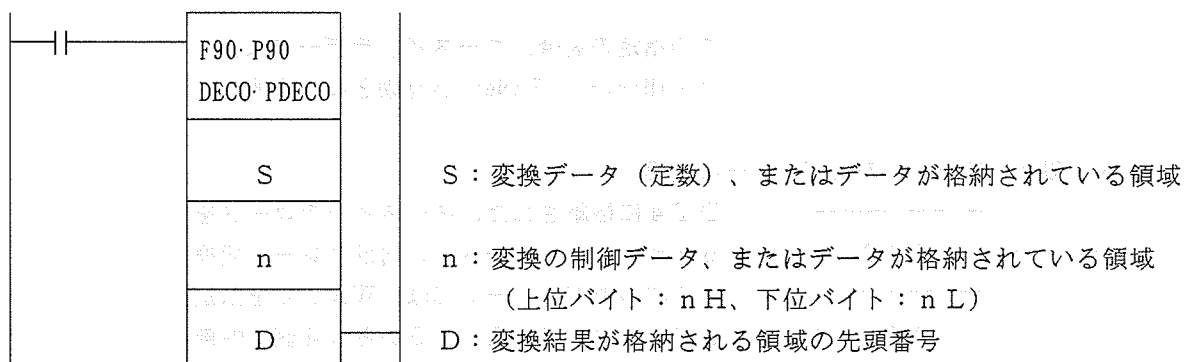 F90·P90
DECO·PDECO
S
S：変換データ（定数）、またはデータが格納されている領域
n
n：変換の制御データ、またはデータが格納されている領域
（上位バイト：nH、下位バイト：nL）
D
D：変換結果が格納される領域の先頭番号